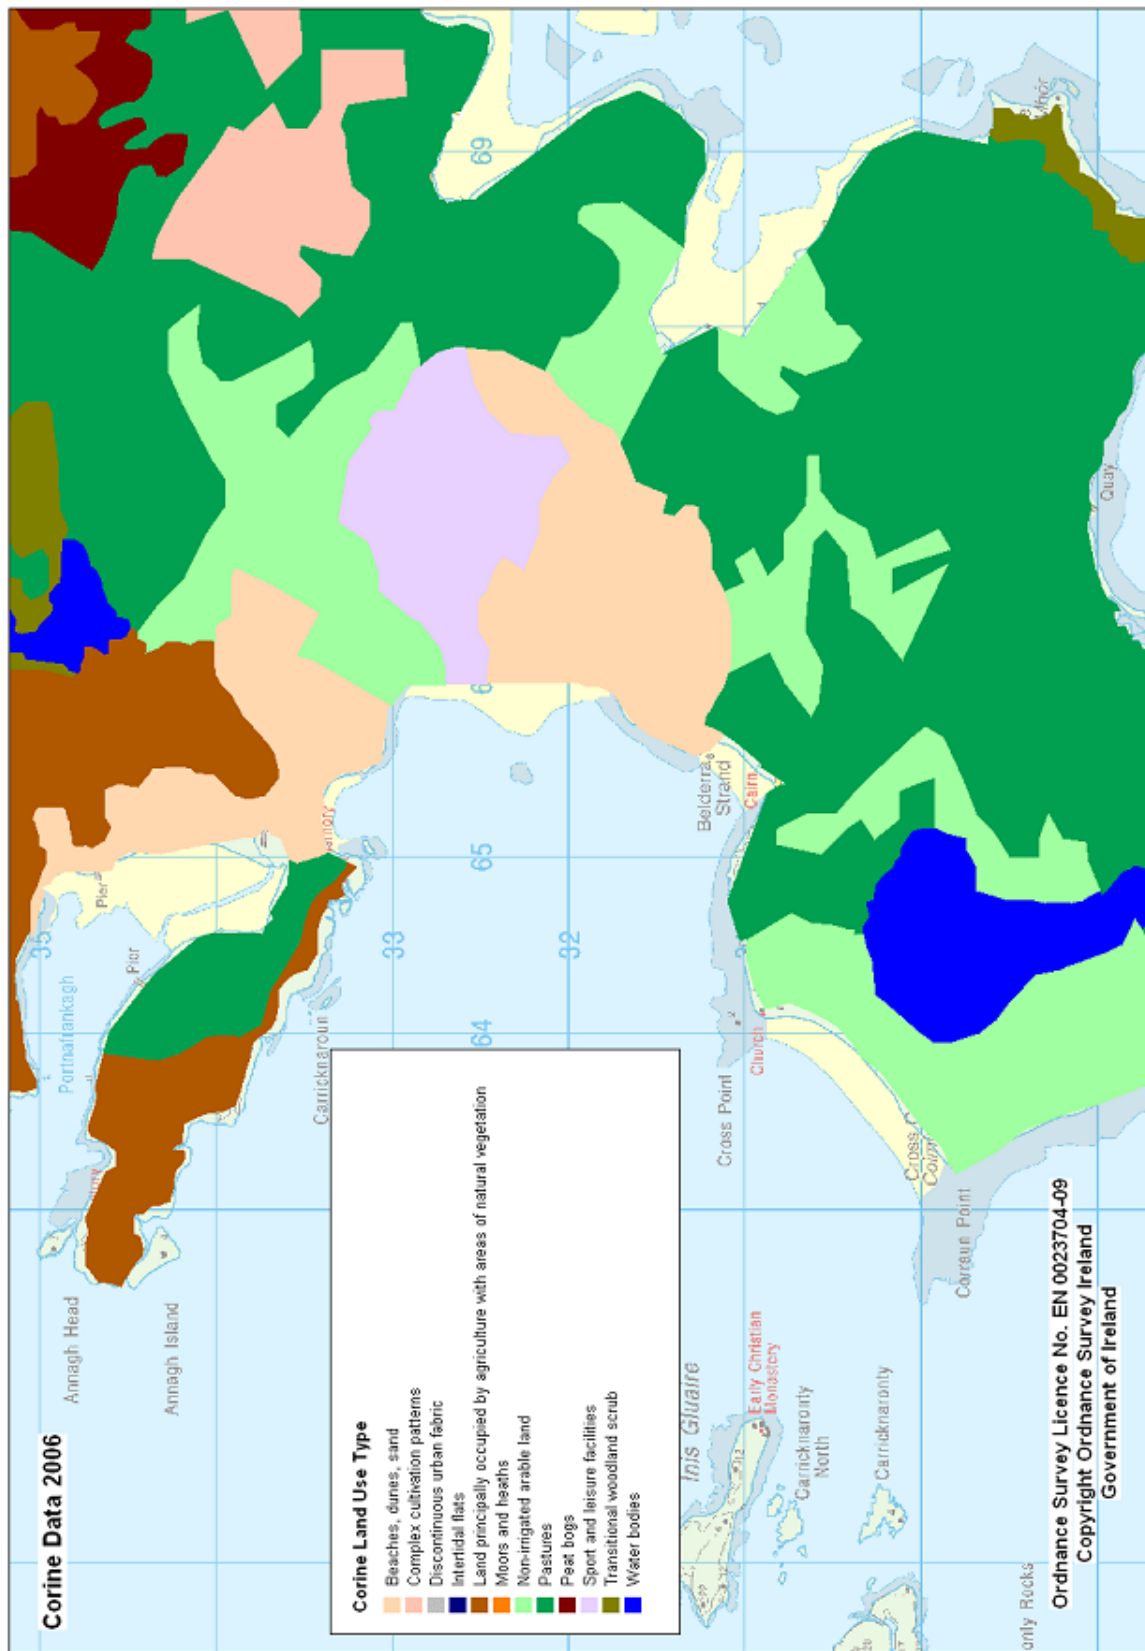 Corine Data 2006
Annagh Head
Annagh Island
Portnafrankagh
35
Pier
Pier
Carricknaroun
33
32
69
65
64
Belderra
Strand
Cairn
Cross Point
Church
Cross
Corraun Point
Quay
Inis Gluaire
Early Christian
Monastery
Carricknaronty
North
Carricknaronty
only Rocks
Corine Land Use Type
Beaches, dunes, sand
Complex cultivation patterns
Discontinuous urban fabric
Intertidal flats
Land principally occupied by agriculture with areas of natural vegetation
Moors and heaths
Non-irrigated arable land
Pastures
Peat bogs
Sport and leisure facilities
Transitional woodland scrub
Water bodies
Ordnance Survey Licence No. EN 0023704-09
Copyright Ordnance Survey Ireland
Government of Ireland